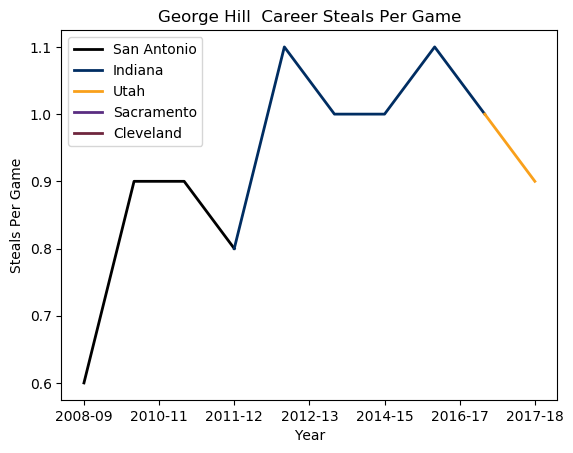 George Hill  Career Steals Per Game
San Antonio
Indiana
Utah
Sacramento
Cleveland
Steals Per Game
1.1
1.0
0.9
0.8
0.7
0.6
2008-09 2010-11 2011-12 2012-13 2014-15 2016-17 2017-18
Year